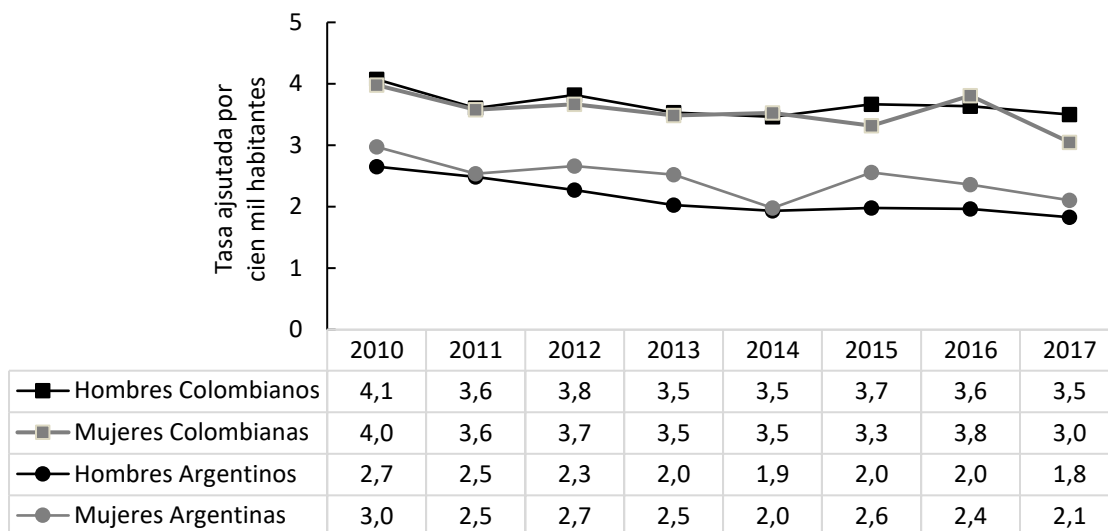 5
4
3
2
1
0
Tasa ajsutada por
cien mil habitantes
2010 2011 2012 2013 2014 2015 2016 2017
Hombres Colombianos 4,1 3,6 3,8 3,5 3,5 3,7 3,6 3,5
Mujeres Colombianas 4,0 3,6 3,7 3,5 3,5 3,3 3,8 3,0
Hombres Argentinos 2,7 2,5 2,3 2,0 1,9 2,0 2,0 1,8
Mujeres Argentinas 3,0 2,5 2,7 2,5 2,0 2,6 2,4 2,1